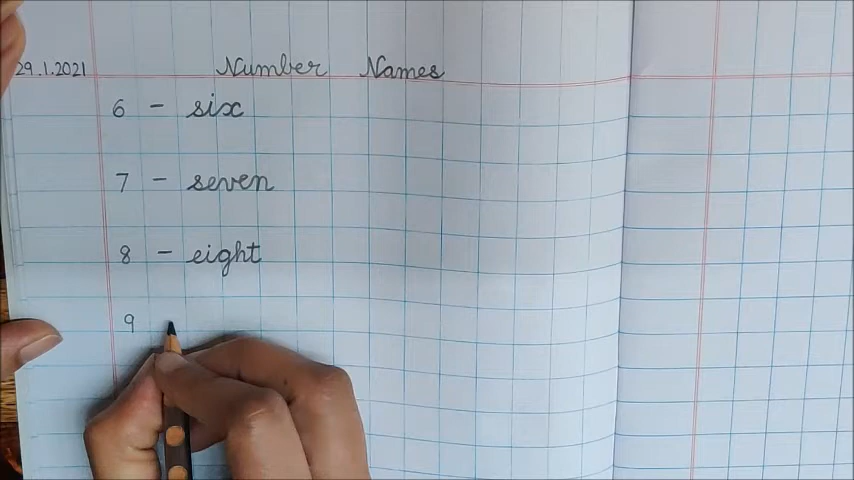 29.1.2021 Number Names
6 - six
7 - seven
8 - eight
9